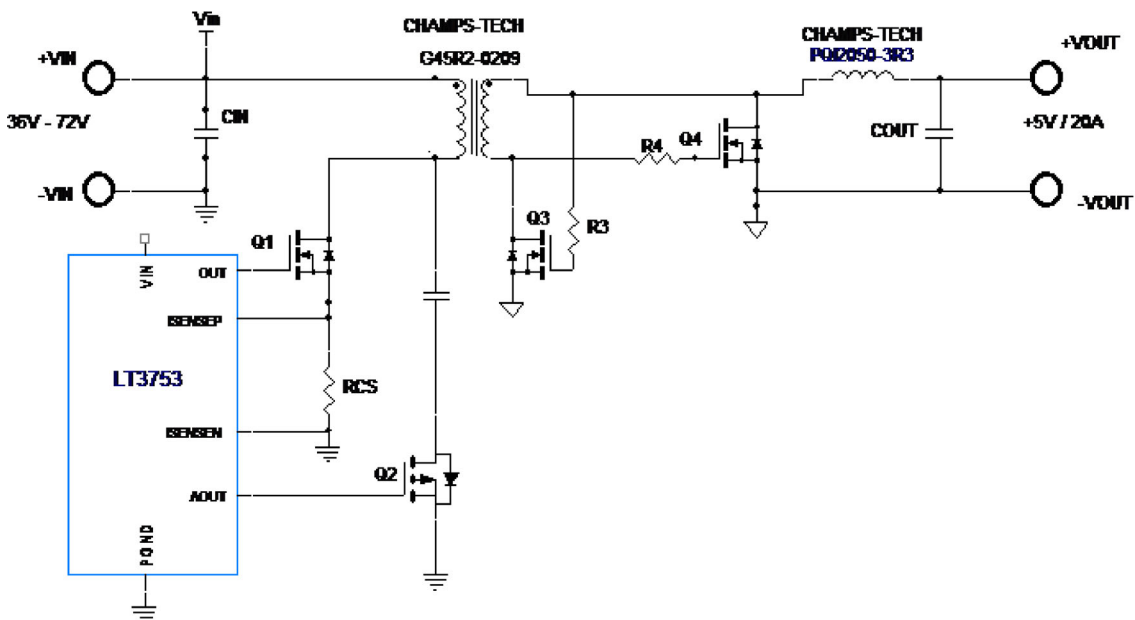 Vin
CHAMPS-TECH
G45R2-0209
CHAMPS-TECH
PQI2050-3R3
+VIN
+VOUT
36V - 72V
CIN
+5V / 20A
COUT
R4
Q4
-VIN
-VOUT
Q1
Q3
R3
VIN
OUT
ISENSEP
LT3753
RCS
ISENSEN
Q2
AOUT
PGND